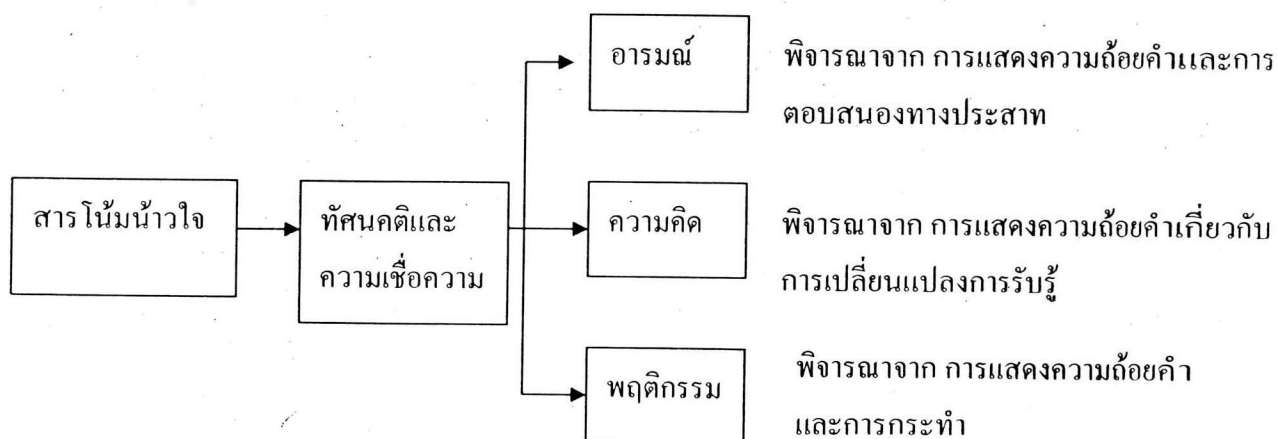 อารมณ์
พิจารณาจาก การแสดงความถ้อยคำและการ
ตอบสนองทางประสาท
สารโน้มน้าวใจ
ทัศนคติและ
ความเชื่อความ
ความคิด
พิจารณาจาก การแสดงความถ้อยคำเกี่ยวกับ
การเปลี่ยนแปลงการรับรู้
พฤติกรรม
พิจารณาจาก การแสดงความถ้อยคำ
และการกระทำ